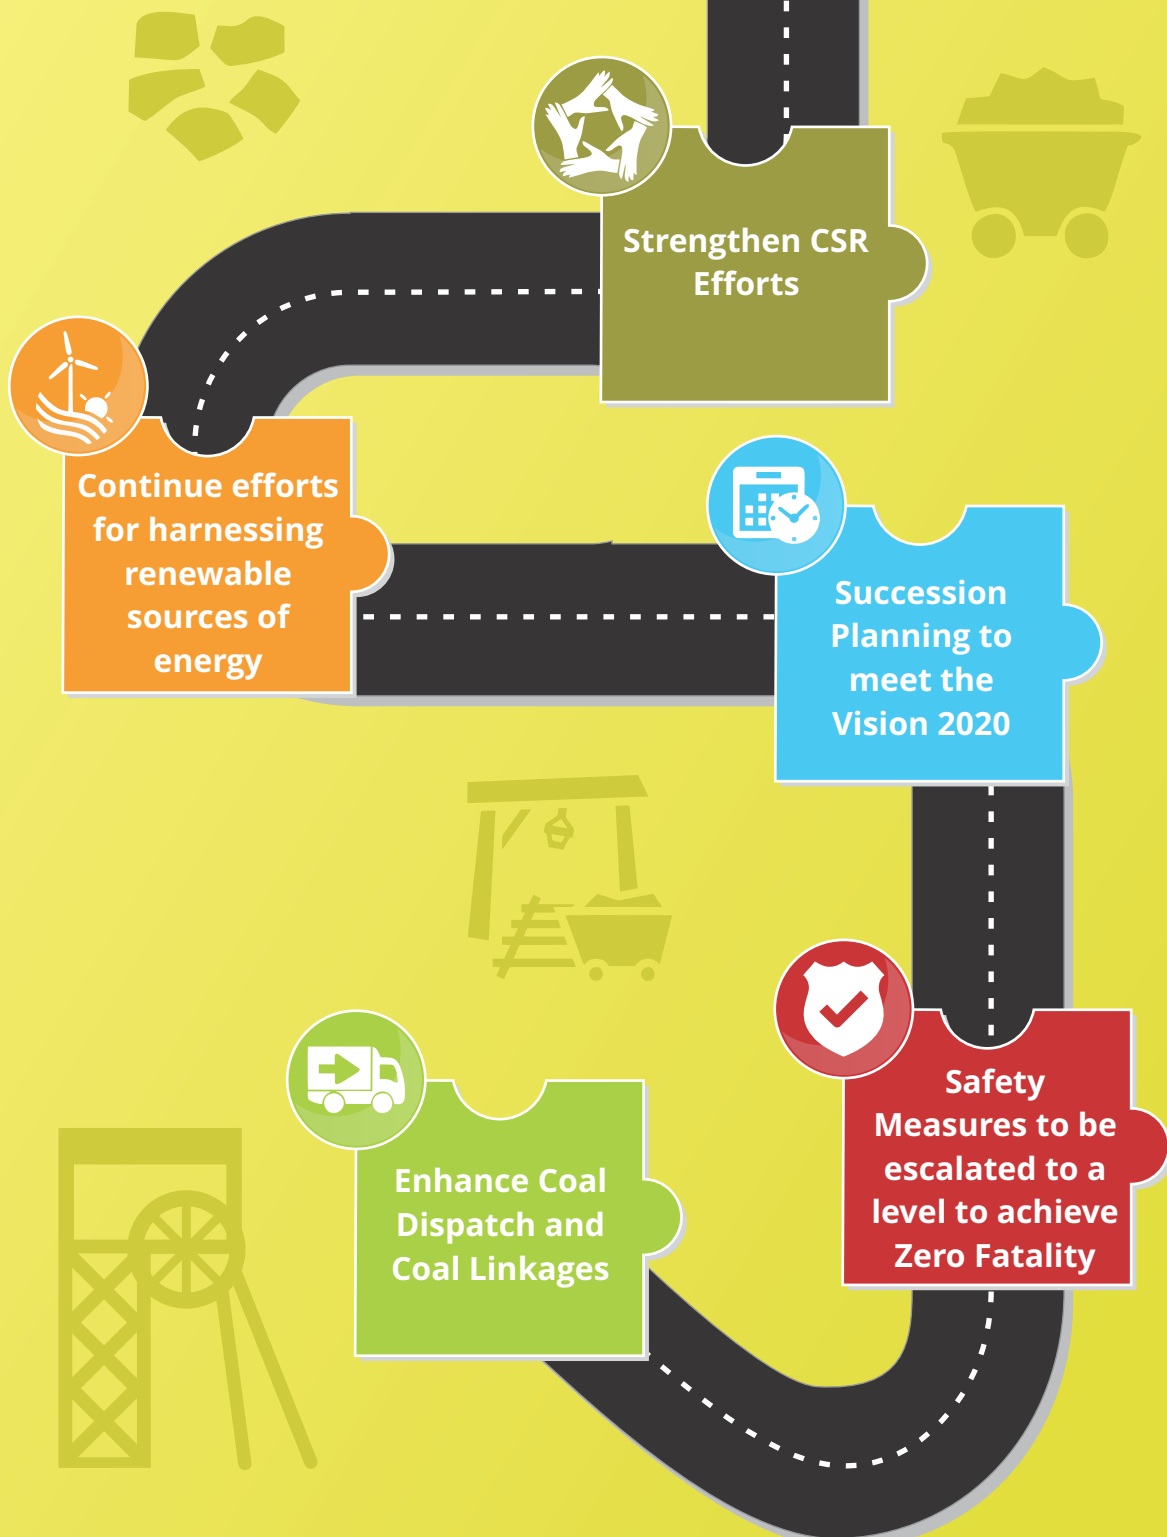 Strengthen CSR
Efforts
Continue efforts
for harnessing
renewable
sources of
energy
Succession
Planning to
meet the
Vision 2020
Safety
Measures to be
escalated to a
level to achieve
Zero Fatality
Enhance Coal
Dispatch and
Coal Linkages